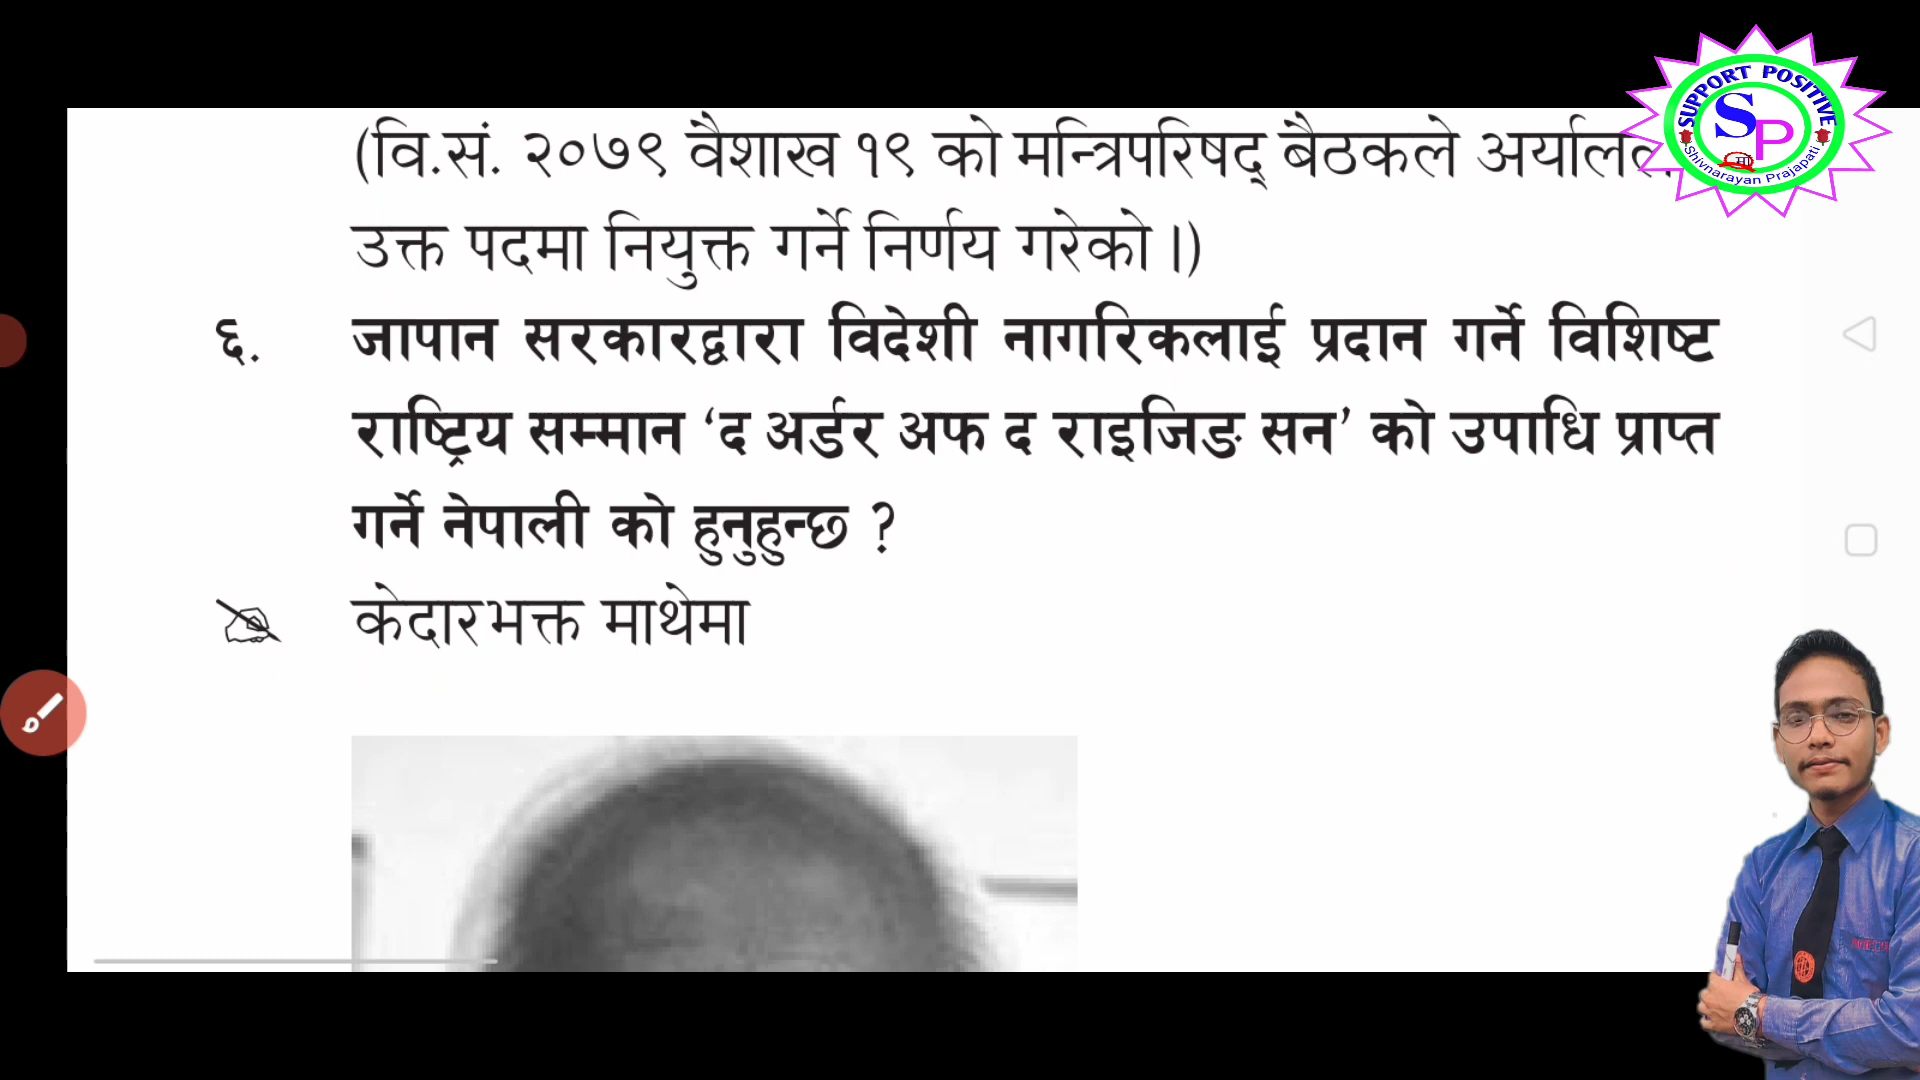 (वि.सं. २०७९ वैशाख १९ को मन्त्रिपरिषद् बैठकले
उक्त पदमा नियुक्त गर्ने निर्णय गरेको।)
६. जापान सरकारद्वारा विदेशी नागरिकलाई प्रदान गर्ने विशिष्ट
राष्ट्रिय सम्मान ‘द अर्डर अफ द राइजिङ सन’ को उपाधि प्राप्त
गर्ने नेपाली को हुनुहुन्छ ?
केदारभक्त माथेमा
SUPPORT POSITIVE
SP
Shivnarayan Prajapati